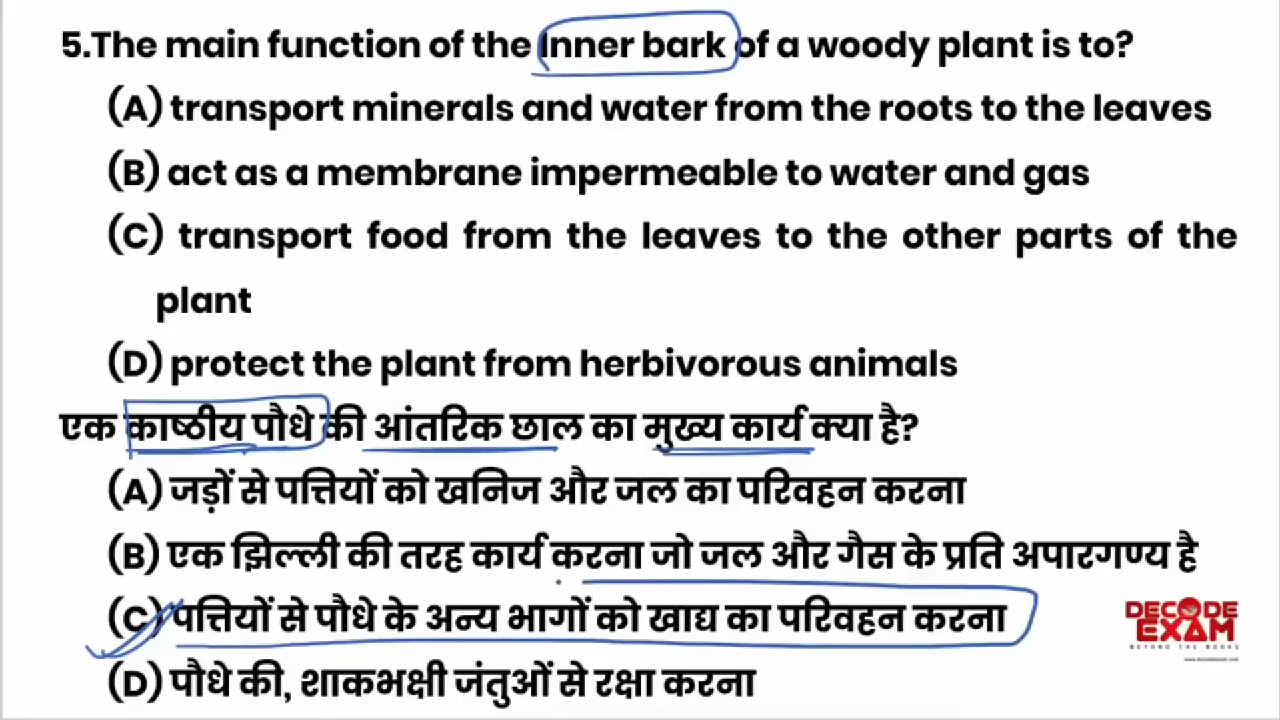 5.The main function of the Inner bark of a woody plant is to?
(A) transport minerals and water from the roots to the leaves
(B) act as a membrane impermeable to water and gas
(C) transport food from the leaves to the other parts of the
plant
(D) protect the plant from herbivorous animals
एक काष्ठीय पौधे की आंतरिक छाल का मुख्य कार्य क्या है?
(A) जड़ों से पत्तियों को खनिज और जल का परिवहन करना
(B) एक झिल्ली की तरह कार्य करना जो जल और गैस के प्रति अपारगण्य है
(C) पत्तियों से पौधे के अन्य भागों को खाद्य का परिवहन करना
(D) पौधे की, शाकभक्षी जंतुओं से रक्षा करना
DECODE
EXAM
BEYOND THE BOOKS